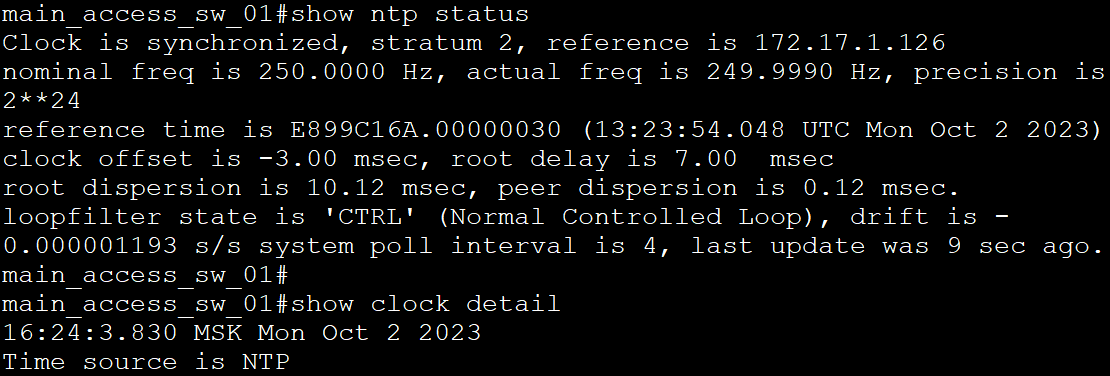 main_access_sw_01#show ntp status
Clock is synchronized, stratum 2, reference is 172.17.1.126
nominal freq is 250.0000 Hz, actual freq is 249.9990 Hz, precision is
2**24
reference time is E899C16A.00000030 (13:23:54.048 UTC Mon Oct 2 2023)
clock offset is -3.00 msec, root delay is 7.00  msec
root dispersion is 10.12 msec, peer dispersion is 0.12 msec.
loopfilter state is 'CTRL' (Normal Controlled Loop), drift is -
0.000001193 s/s system poll interval is 4, last update was 9 sec ago.
main_access_sw_01#
main_access_sw_01#show clock detail
16:24:3.830 MSK Mon Oct 2 2023
Time source is NTP